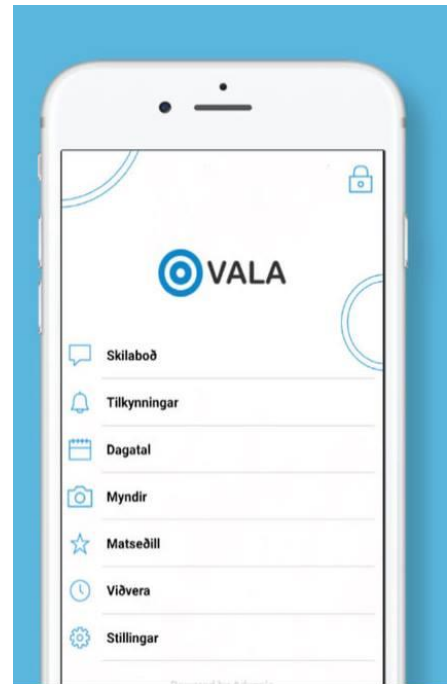 VALA
Skilaboð
Tilkynningar
Dagatal
Myndir
Matseðill
Viðvera
Stillingar